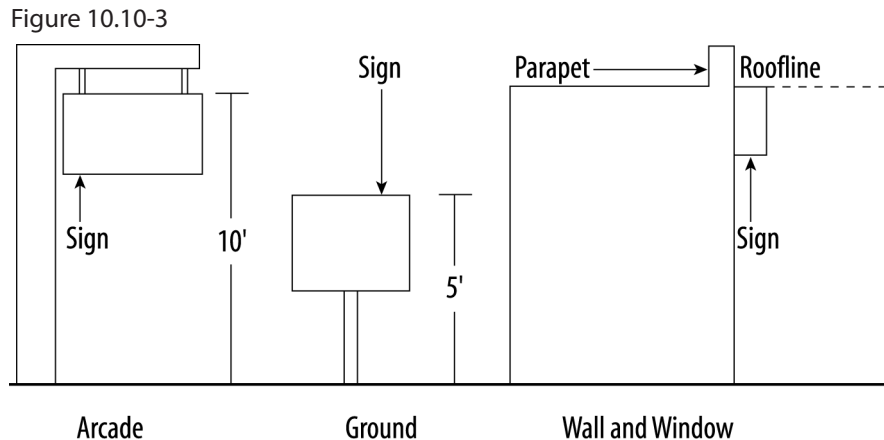 Figure 10.10-3
Sign
Parapet
Roofline
Sign
10'
5'
Sign
Arcade
Ground
Wall and Window